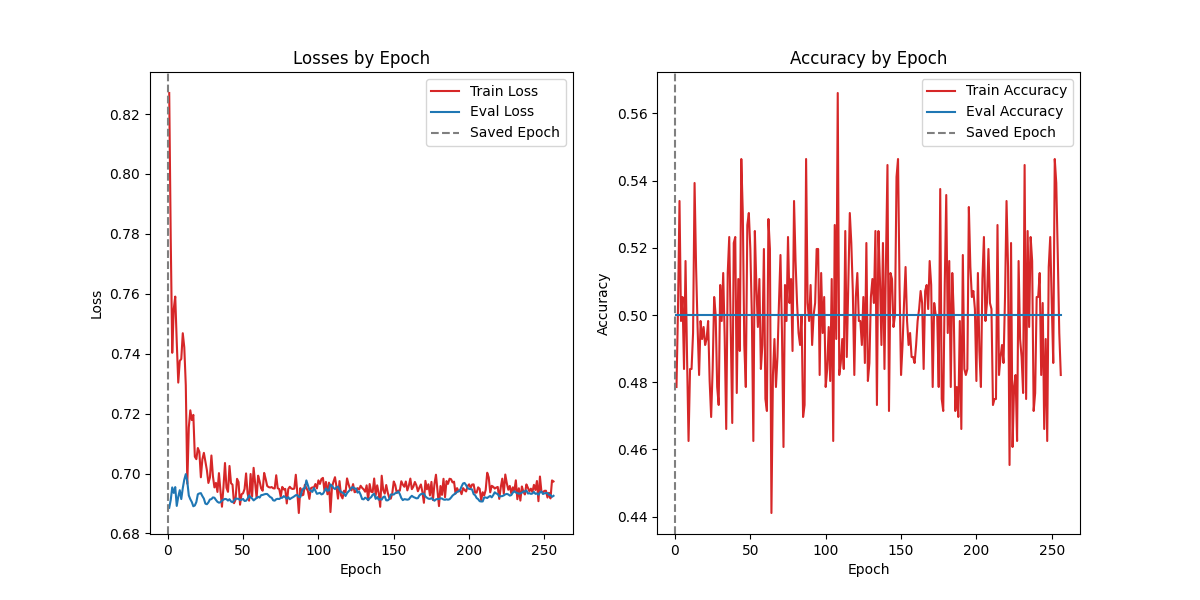 Losses by Epoch
Train Loss
Eval Loss
Saved Epoch
0.82
0.80
0.78
0.76
0.74
0.72
0.70
0.68
Loss
0
50
100
150
200
250
Epoch
Accuracy by Epoch
Train Accuracy
Eval Accuracy
Saved Epoch
0.56
0.54
0.52
0.50
0.48
0.46
0.44
Accuracy
0
50
100
150
200
250
Epoch